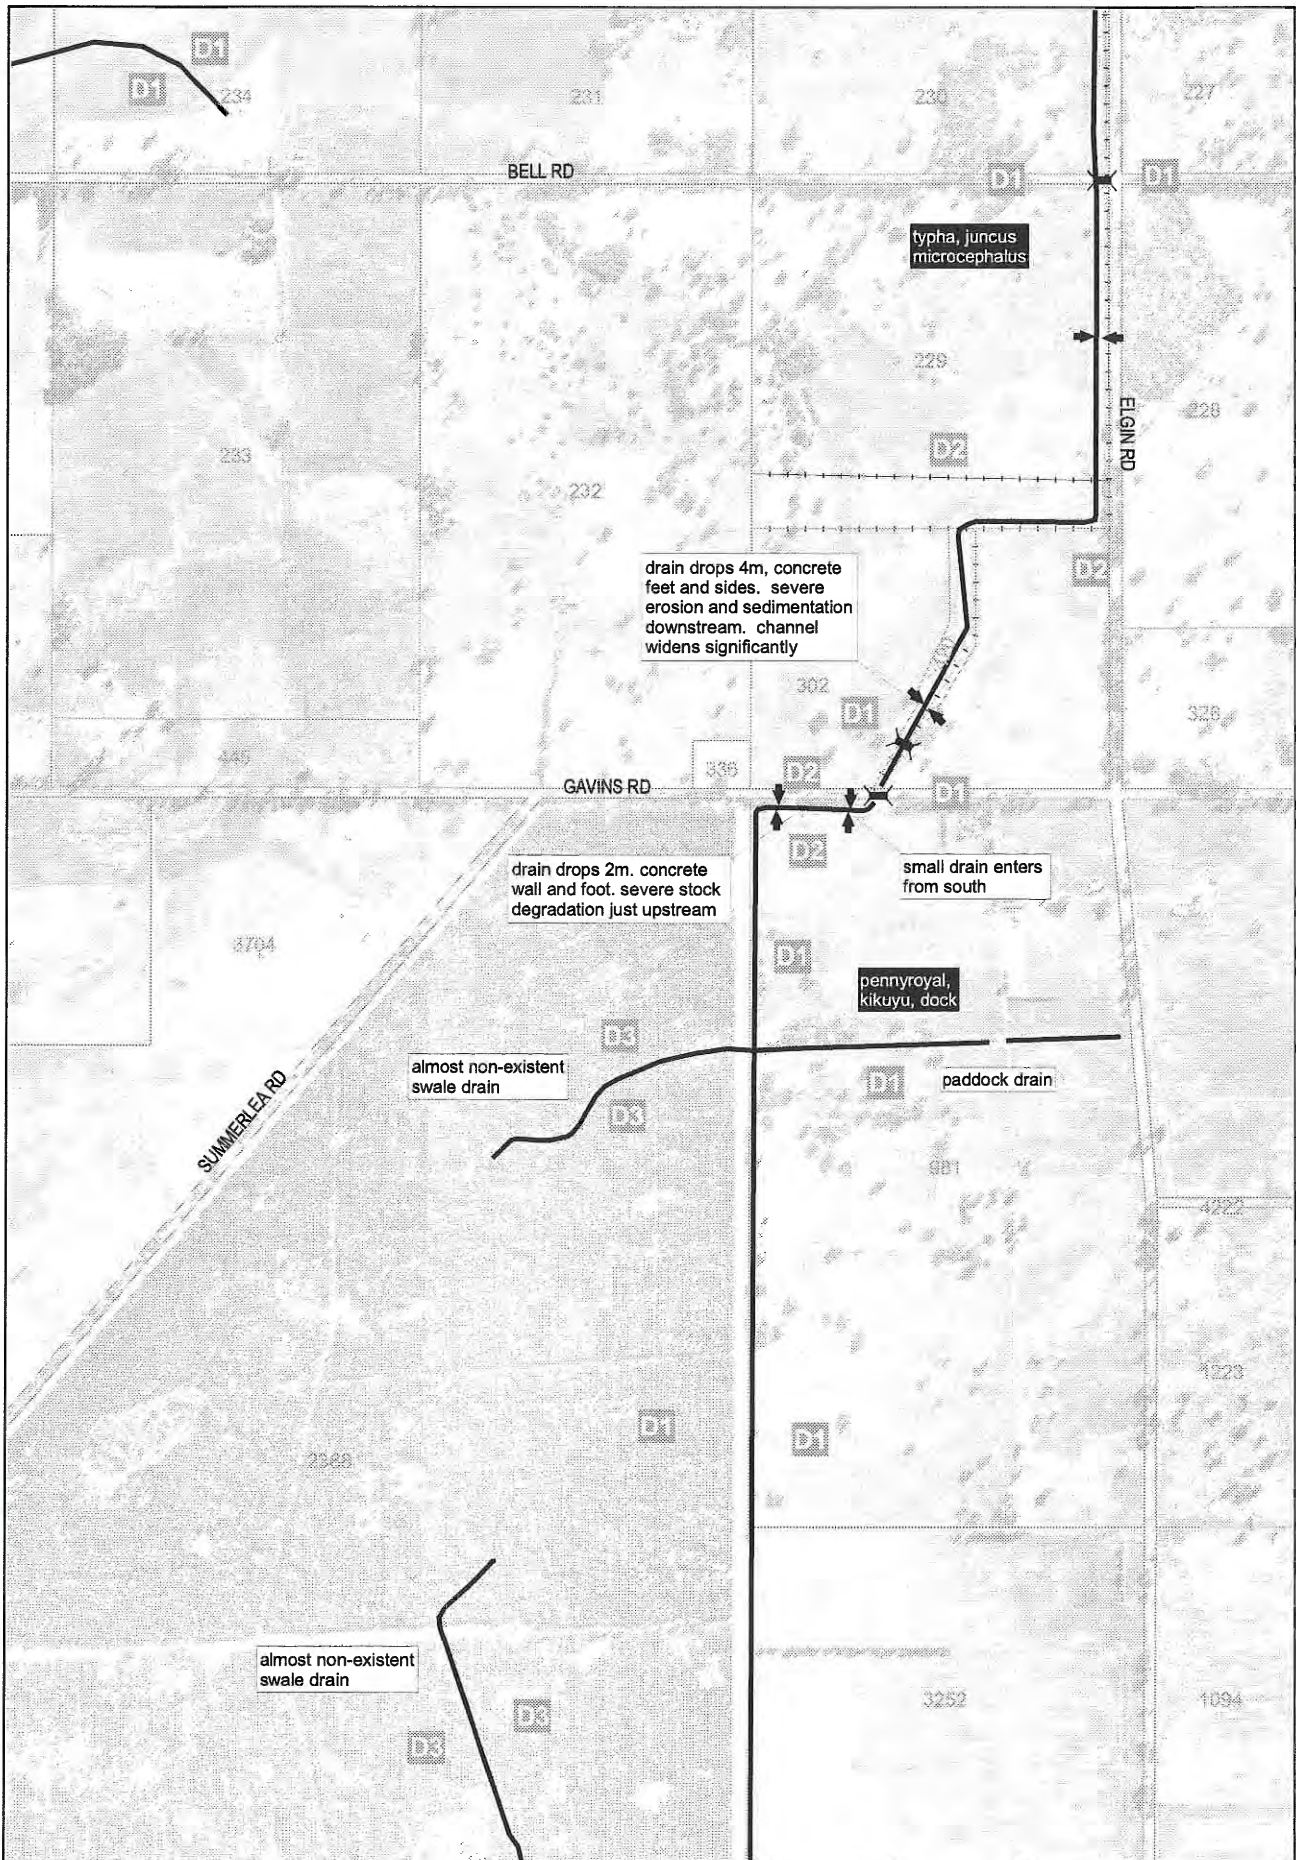 D1
D1
234
231
230
227
BELL RD
D1
D1
typha, juncus
microcephalus
229
228
ELGIN RD
233
D2
232
drain drops 4m, concrete
feet and sides. severe
erosion and sedimentation
downstream. channel
widens significantly
D2
302
D1
328
446
336
D2
GAVINS RD
D1
D2
drain drops 2m. concrete
wall and foot. severe stock
degradation just upstream
small drain enters
from south
3704
D1
pennyroyal,
kikuyu, dock
D3
almost non-existent
swale drain
D1
paddock drain
D3
SUMMERLEA RD
981
4222
1223
D1
D1
2368
almost non-existent
swale drain
3252
1094
D3
D3